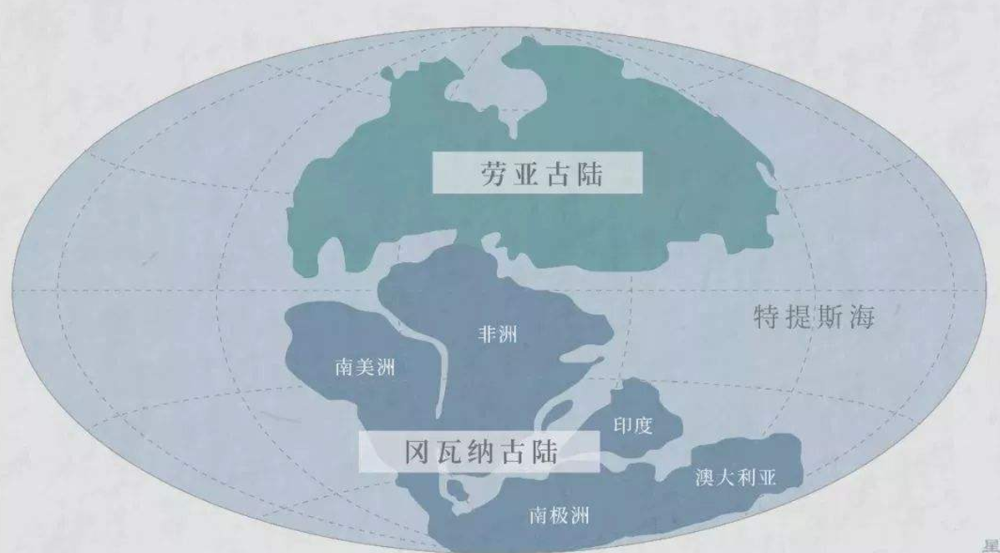 劳亚古陆
特提斯海
非洲
南美洲
印度
冈瓦纳古陆
澳大利亚
南极洲